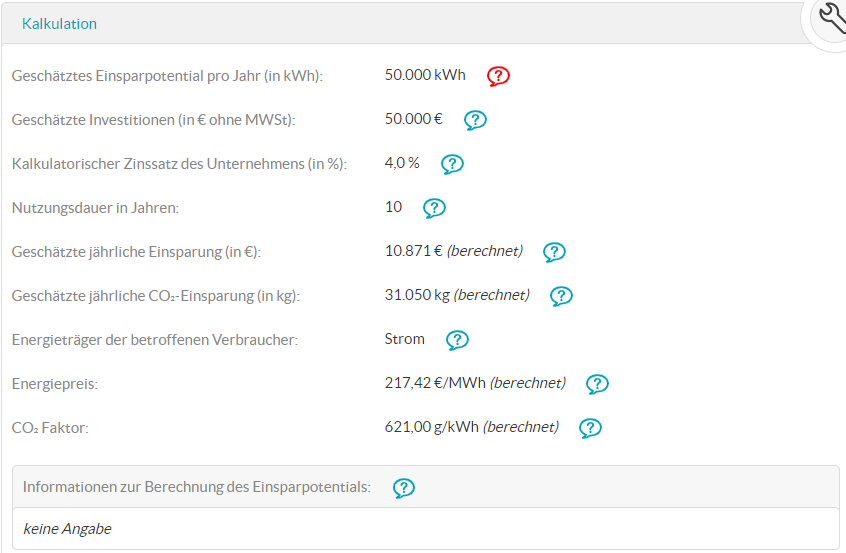 Kalkulation
Geschätztes Einsparpotential pro Jahr (in kWh): 50.000 kWh ?
Geschätzte Investitionen (in € ohne MWSt): 50.000 € ?
Kalkulatorischer Zinssatz des Unternehmens (in %): 4,0 % ?
Nutzungsdauer in Jahren: 10 ?
Geschätzte jährliche Einsparung (in €): 10.871 € (berechnet) ?
Geschätzte jährliche CO₂-Einsparung (in kg): 31.050 kg (berechnet) ?
Energieträger der betroffenen Verbraucher: Strom ?
Energiepreis: 217,42 €/MWh (berechnet) ?
CO₂ Faktor: 621,00 g/kWh (berechnet) ?
Informationen zur Berechnung des Einsparpotentials: ?
keine Angabe